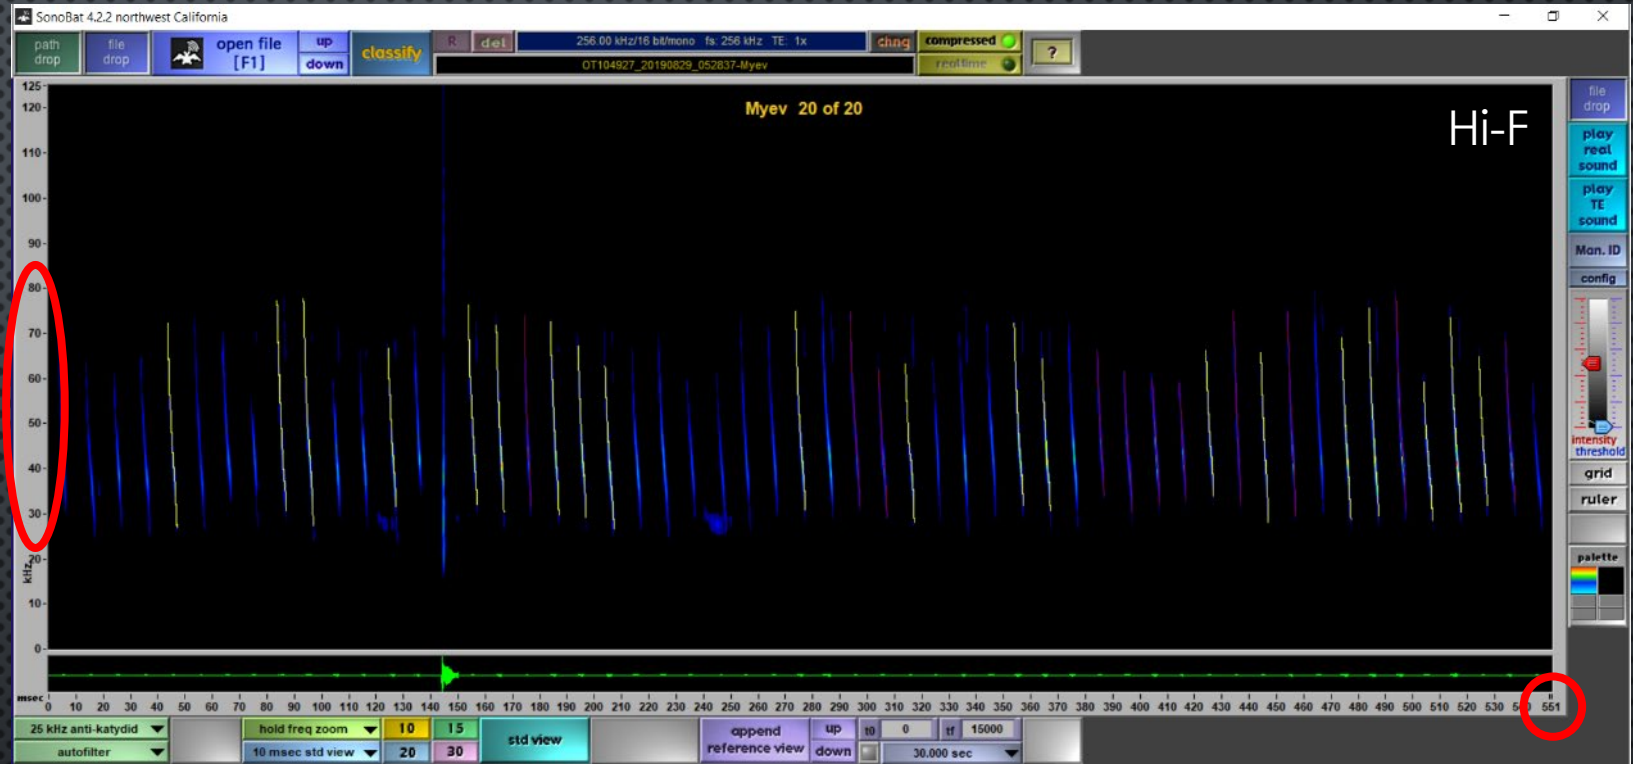 SonoBat 4.2.2 northwest California
path drop
file drop
open file [F1]
up
down
classify
R
del
256.00 kHz/16 bit/mono fs: 256 kHz TE: 1x
OT104927_20190829_052837-Myev
chng
compressed
realtime
?
Myev 20 of 20
Hi-F
125
120
110
100
90
80
70
60
50
40
30
20
kHz
10
0
file drop
play real sound
play TE sound
Man. ID
config
intensity
threshold
grid
ruler
palette
msec 0 10 20 30 40 50 60 70 80 90 100 110 120 130 140 150 160 170 180 190 200 210 220 230 240 250 260 270 280 290 300 310 320 330 340 350 360 370 380 390 400 410 420 430 440 450 460 470 480 490 500 510 520 530 540 551
25 kHz anti-katydid
autofilter
hold freq zoom
10 msec std view
10
15
20
30
std view
append reference view
up
down
t0 0 tf 15000
30.000 sec